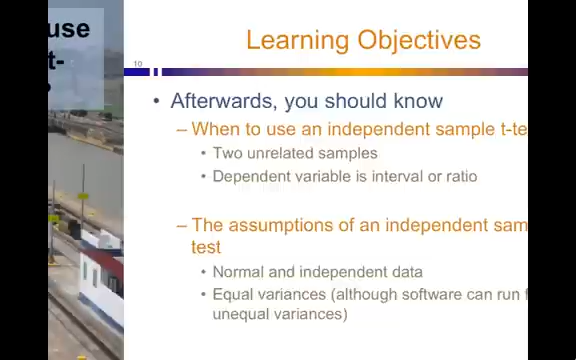 use
t-
?
Learning Objectives
10
• Afterwards, you should know
– When to use an independent sample t-te
• Two unrelated samples
• Dependent variable is interval or ratio
– The assumptions of an independent sam
test
• Normal and independent data
• Equal variances (although software can run f
unequal variances)